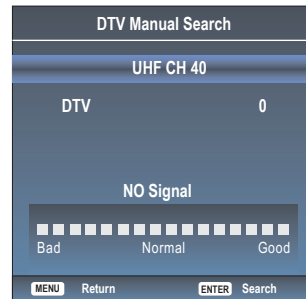 DTV Manual Search
UHF CH 40
DTV 0
NO Signal
Bad Normal Good
MENU Return ENTER Search